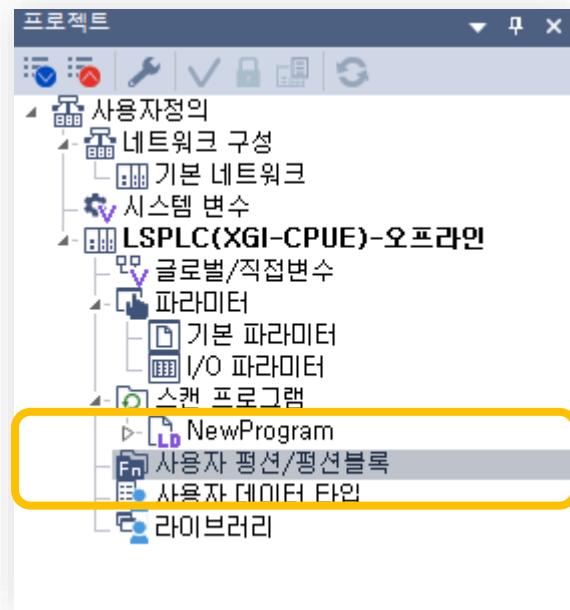 프로젝트
사용자정의
네트워크 구성
기본 네트워크
시스템 변수
LSPLC(XGI-CPUE)-오프라인
글로벌/직접변수
파라미터
기본 파라미터
I/O 파라미터
스캔 프로그램
NewProgram
사용자 펑션/펑션블록
사용자 데이터 타입
라이브러리